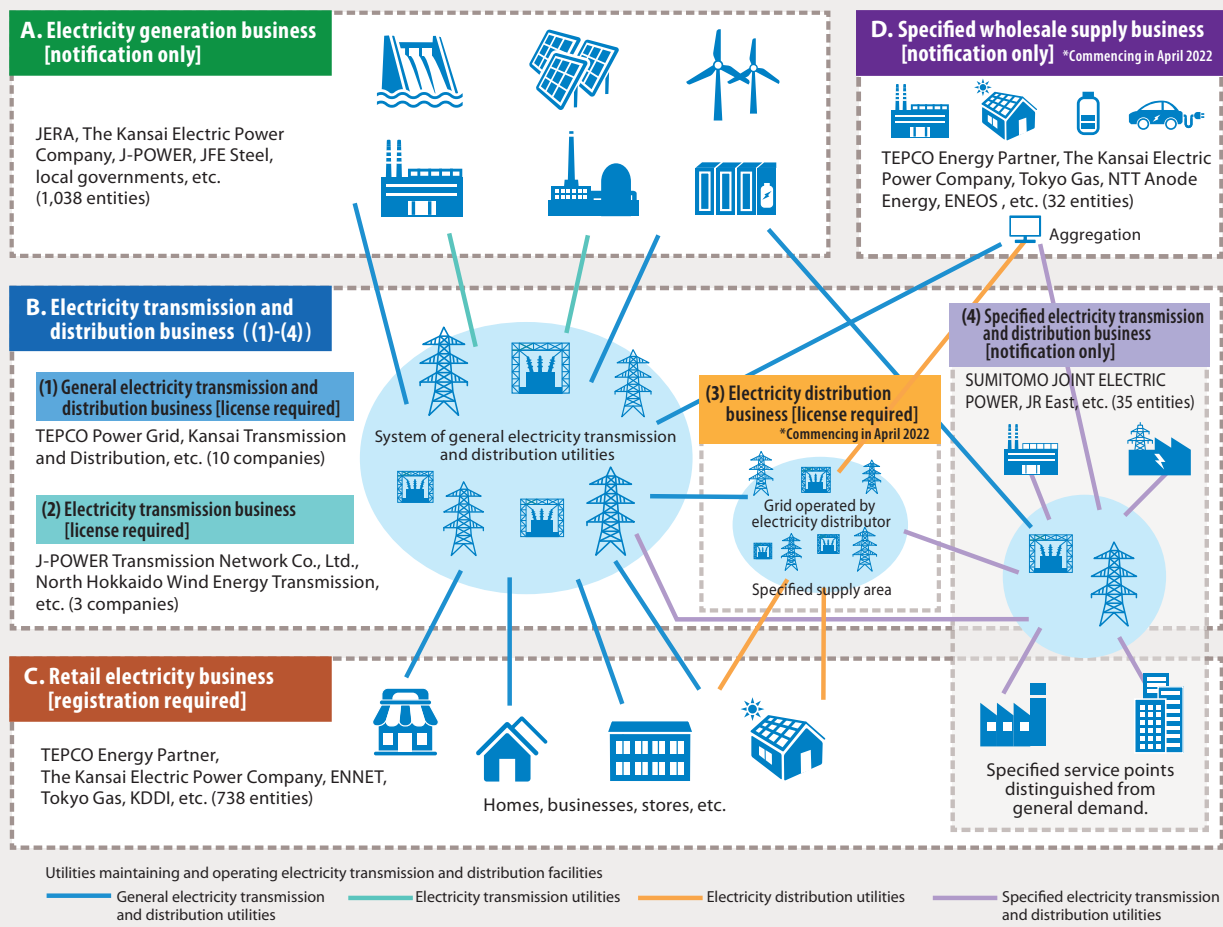 A. Electricity generation business
[notification only]
JERA, The Kansai Electric Power
Company, J-POWER, JFE Steel,
local governments, etc.
(1,038 entities)
D. Specified wholesale supply business
[notification only] *Commencing in April 2022
TEPCO Energy Partner, The Kansai Electric
Power Company, Tokyo Gas, NTT Anode
Energy, ENEOS , etc. (32 entities)
Aggregation
B. Electricity transmission and
distribution business ((1)-(4))
(1) General electricity transmission and
distribution business [license required]
TEPCO Power Grid, Kansai Transmission
and Distribution, etc. (10 companies)
(2) Electricity transmission business
[license required]
J-POWER Transmission Network Co., Ltd.,
North Hokkaido Wind Energy Transmission,
etc. (3 companies)
System of general electricity transmission
and distribution utilities
(3) Electricity distribution
business [license required]
*Commencing in April 2022
Grid operated by
electricity distributor
Specified supply area
(4) Specified electricity transmission
and distribution business
[notification only]
SUMITOMO JOINT ELECTRIC
POWER, JR East, etc. (35 entities)
C. Retail electricity business
[registration required]
TEPCO Energy Partner,
The Kansai Electric Power Company, ENNET,
Tokyo Gas, KDDI, etc. (738 entities)
Homes, businesses, stores, etc.
Specified service points
distinguished from
general demand.
Utilities maintaining and operating electricity transmission and distribution facilities
General electricity transmission
and distribution utilities
Electricity transmission utilities
Electricity distribution utilities
Specified electricity transmission
and distribution utilities